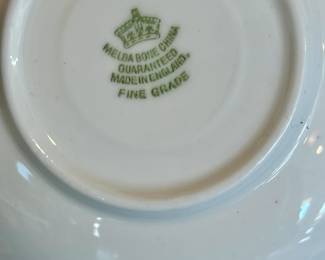 MELBA BONE CHINA
GUARANTEED
MADE IN ENGLAND.
FINE GRADE